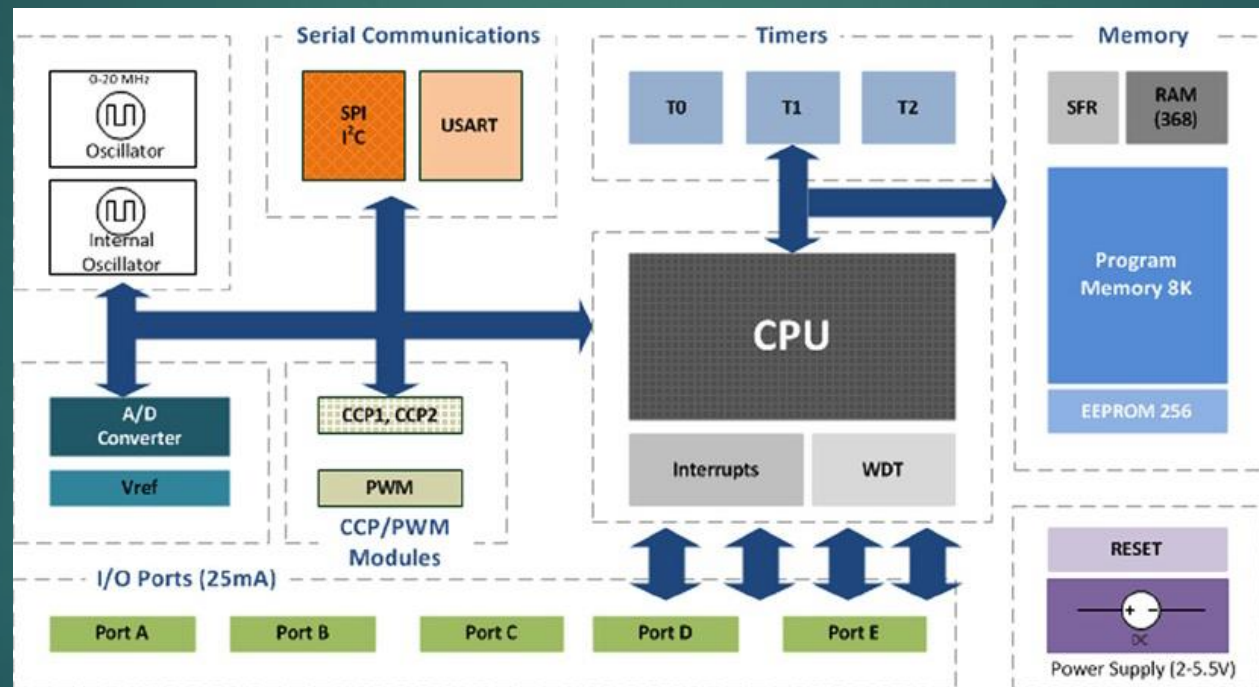 Serial Communications
Timers
Memory
0-20 MHz
Oscillator
Internal
Oscillator
SPI
I²C
USART
T0
T1
T2
SFR
RAM
(368)
Program
Memory 8K
EEPROM 256
CPU
Interrupts
WDT
A/D
Converter
Vref
CCP1, CCP2
PWM
CCP/PWM
Modules
I/O Ports (25mA)
Port A
Port B
Port C
Port D
Port E
RESET
+ −
DC
Power Supply (2-5.5V)